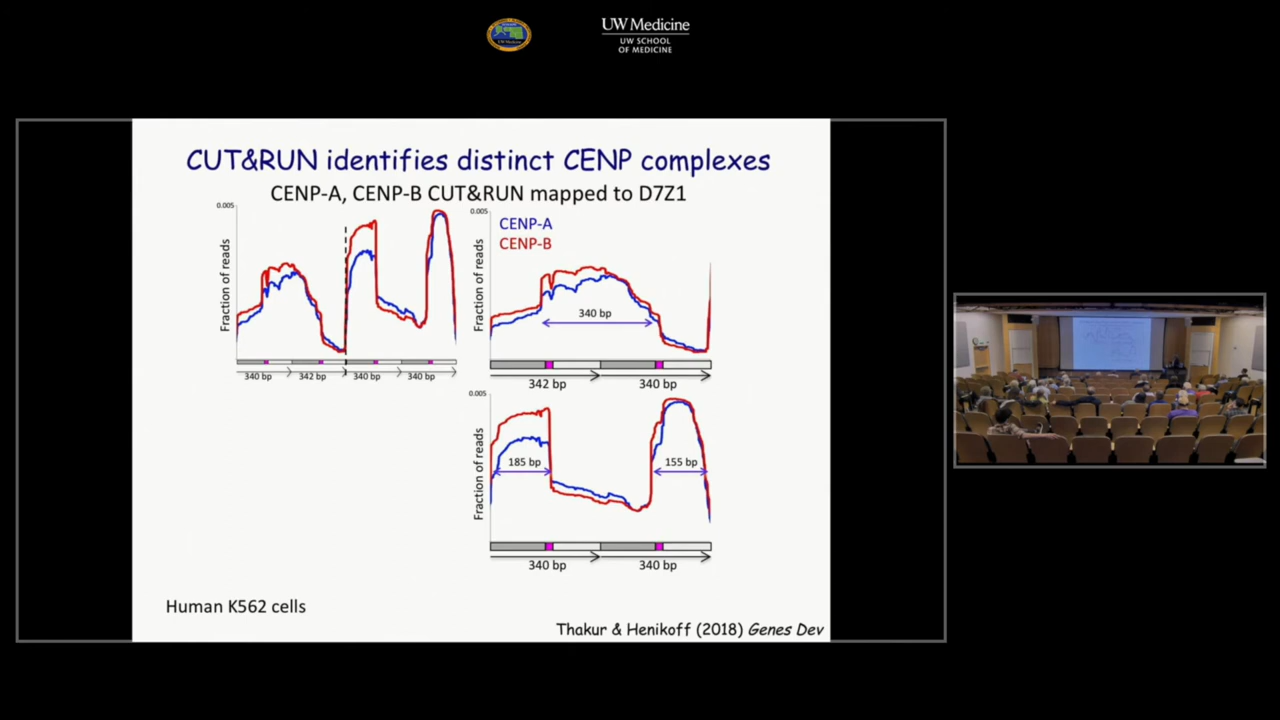 UW Medicine
UW SCHOOL
OF MEDICINE
CUT&RUN identifies distinct CENP complexes
CENP-A, CENP-B CUT&RUN mapped to D7Z1
0.005
Fraction of reads
340 bp
342 bp
340 bp
340 bp
0.005
CENP-A
CENP-B
Fraction of reads
340 bp
342 bp
340 bp
0.005
Fraction of reads
185 bp
155 bp
340 bp
340 bp
Human K562 cells
Thakur & Henikoff (2018) Genes Dev